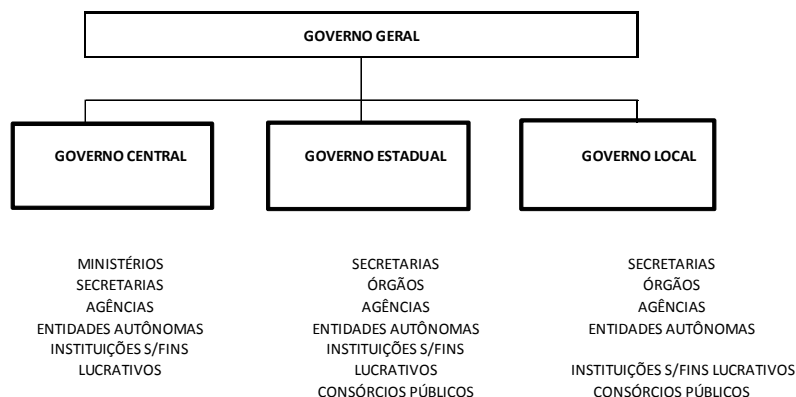 GOVERNO GERAL
GOVERNO CENTRAL
GOVERNO ESTADUAL
GOVERNO LOCAL
MINISTÉRIOS
SECRETARIAS
AGÊNCIAS
ENTIDADES AUTÔNOMAS
INSTITUIÇÕES S/FINS
LUCRATIVOS
SECRETARIAS
ÓRGÃOS
AGÊNCIAS
ENTIDADES AUTÔNOMAS
INSTITUIÇÕES S/FINS
LUCRATIVOS
CONSÓRCIOS PÚBLICOS
SECRETARIAS
ÓRGÃOS
AGÊNCIAS
ENTIDADES AUTÔNOMAS
INSTITUIÇÕES S/FINS LUCRATIVOS
CONSÓRCIOS PÚBLICOS